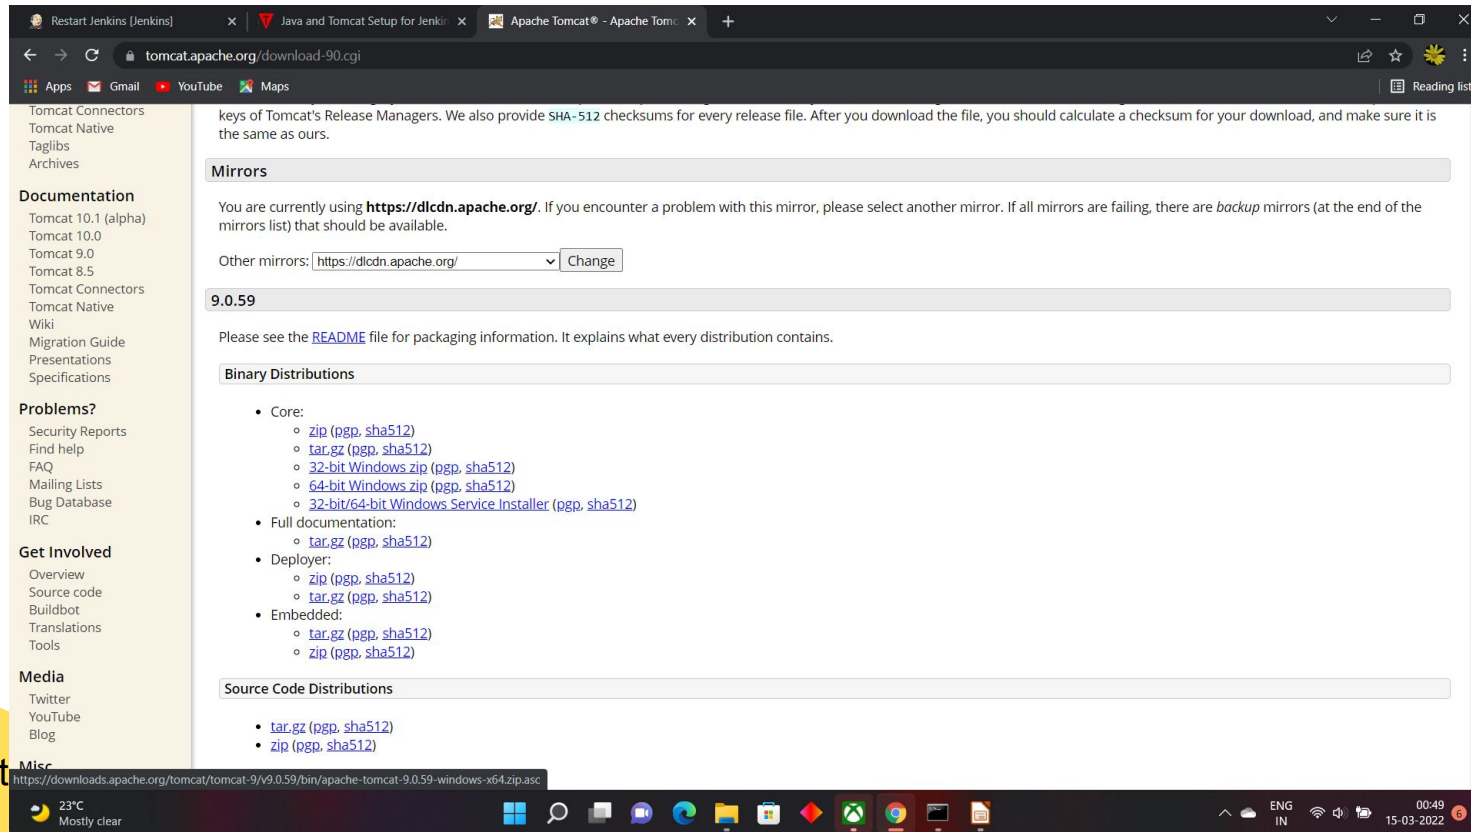 Restart Jenkins [Jenkins]
Java and Tomcat Setup for Jenkin
Apache Tomcat® - Apache Tomc
tomcat.apache.org/download-90.cgi
Apps
Gmail
YouTube
Maps
Reading list
Tomcat Connectors
Tomcat Native
Taglibs
Archives
Documentation
Tomcat 10.1 (alpha)
Tomcat 10.0
Tomcat 9.0
Tomcat 8.5
Tomcat Connectors
Tomcat Native
Wiki
Migration Guide
Presentations
Specifications
Problems?
Security Reports
Find help
FAQ
Mailing Lists
Bug Database
IRC
Get Involved
Overview
Source code
Buildbot
Translations
Tools
Media
Twitter
YouTube
Blog
Misc
keys of Tomcat's Release Managers. We also provide SHA-512 checksums for every release file. After you download the file, you should calculate a checksum for your download, and make sure it is
the same as ours.
Mirrors
You are currently using https://dlcdn.apache.org/. If you encounter a problem with this mirror, please select another mirror. If all mirrors are failing, there are backup mirrors (at the end of the
mirrors list) that should be available.
Other mirrors: https://dlcdn.apache.org/ Change
9.0.59
Please see the README file for packaging information. It explains what every distribution contains.
Binary Distributions
• Core:
zip (pgp, sha512)
tar.gz (pgp, sha512)
32-bit Windows zip (pgp, sha512)
64-bit Windows zip (pgp, sha512)
32-bit/64-bit Windows Service Installer (pgp, sha512)
• Full documentation:
tar.gz (pgp, sha512)
• Deployer:
zip (pgp, sha512)
tar.gz (pgp, sha512)
• Embedded:
tar.gz (pgp, sha512)
zip (pgp, sha512)
Source Code Distributions
• tar.gz (pgp, sha512)
• zip (pgp, sha512)
t
https://downloads.apache.org/tomcat/tomcat-9/v9.0.59/bin/apache-tomcat-9.0.59-windows-x64.zip.asc
23°C
Mostly clear
ENG
IN
00:49
15-03-2022
6